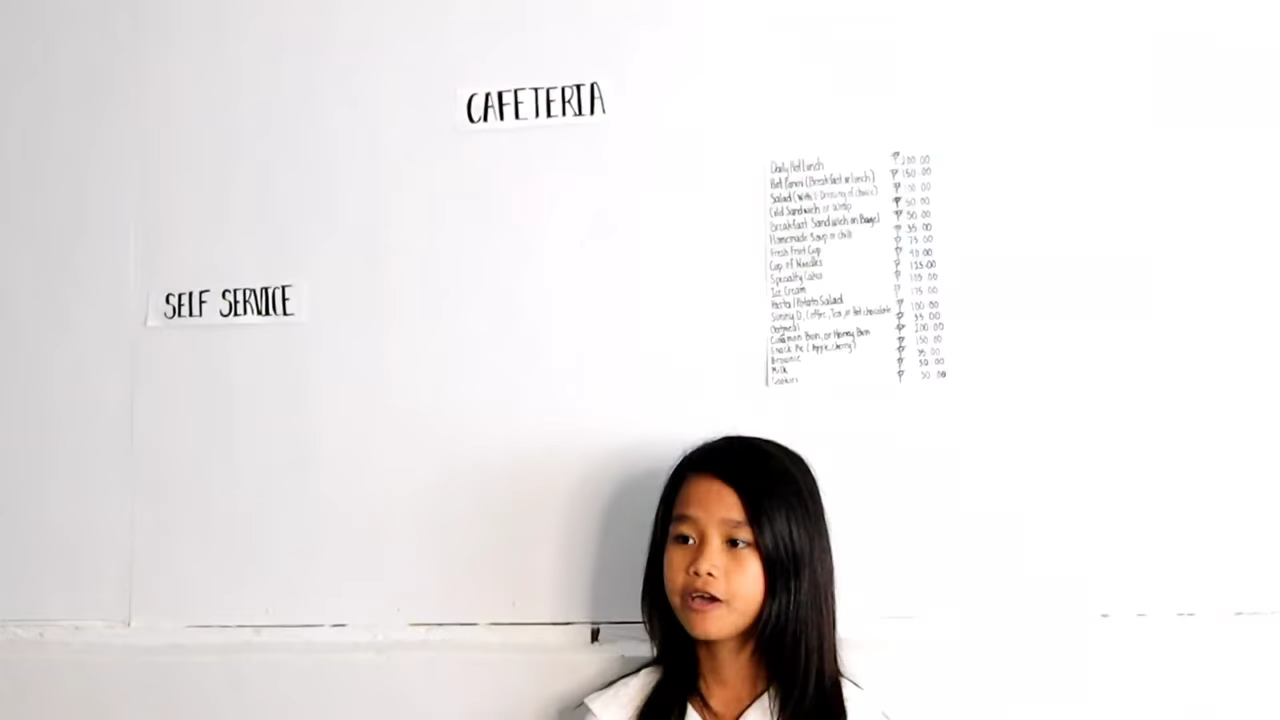 CAFETERIA
SELF SERVICE
Daily Hot Lunch ₱ 200.00
Hot Panini (Breakfast or lunch) ₱ 150.00
Salad (With 1 Dressing of choice) ₱ 00
Cold Sandwich or Wrap ₱ 50.00
Breakfast Sandwich on Bagel ₱ 50.00
Homemade Soup or chili ₱ 35.00
Fresh Fruit Cup ₱ 75.00
Cup of Noodles ₱ 40.00
Specialty Cakes ₱ 125.00
Ice Cream ₱ 00
Pasta/Potato Salad ₱ 175.00
Sunny D, Coffee, Tea, or Hot chocolate ₱ 100.00
Oatmeal ₱ 35.00
Cinnamon Bun, or Honey Bun ₱ 200.00
Snack Pie (Apple, cherry) ₱ 150.00
Brownie ₱ 35.00
Milk ₱ 50.00
Cookies ₱ 50.00